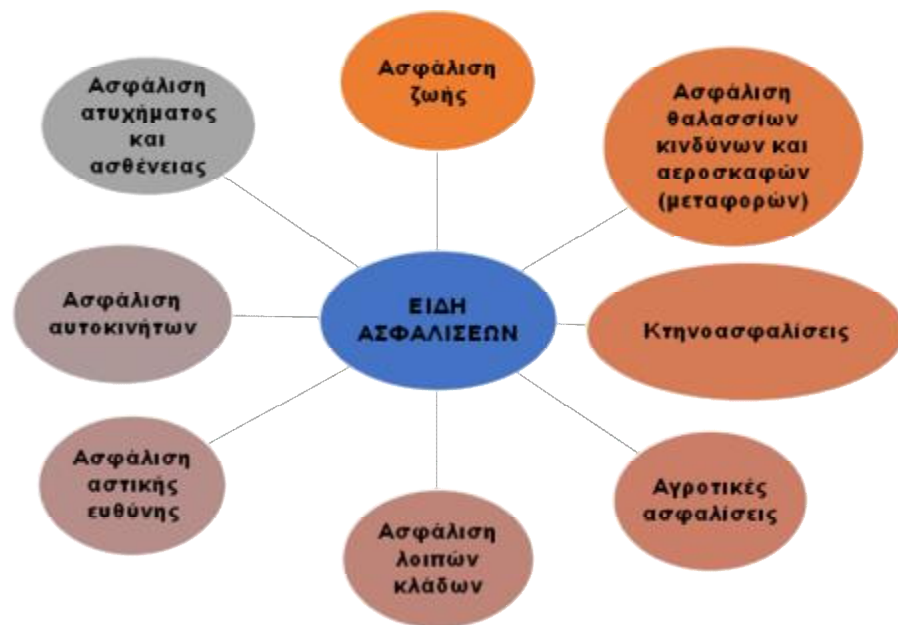 Ασφάλιση
ζωής
Ασφάλιση
θαλασσίων
κινδύνων και
αεροσκαφών
(μεταφορών)
Κτηνοασφαλίσεις
Αγροτικές
ασφαλίσεις
Ασφάλιση
λοιπών
κλάδων
Ασφάλιση
αστικής
ευθύνης
Ασφάλιση
αυτοκινήτων
Ασφάλιση
ατυχήματος
και
ασθένειας
ΕΙΔΗ
ΑΣΦΑΛΙΣΕΩΝ